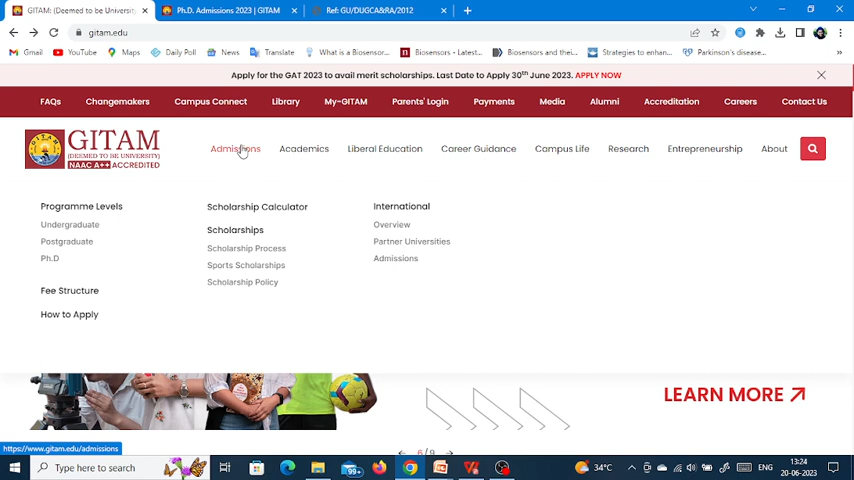 GITAM: (Deemed to be University
Ph.D. Admissions 2023 | GITAM
Ref: GU/DUGCA&RA/2012
gitam.edu
Gmail YouTube Maps Daily Poll News Translate What is a Biosensor... Biosensors - Latest... Biosensors and thei... Strategies to enhan... Parkinson's disease...
Apply for the GAT 2023 to avail merit scholarships. Last Date to Apply 30th June 2023. APPLY NOW
FAQs Changemakers Campus Connect Library My-GITAM Parents' Login Payments Media Alumni Accreditation Careers Contact Us
GITAM
(DEEMED TO BE UNIVERSITY)
NAAC A++ ACCREDITED
Admissions Academics Liberal Education Career Guidance Campus Life Research Entrepreneurship About
Programme Levels
Undergraduate
Postgraduate
Ph.D
Fee Structure
How to Apply
Scholarship Calculator
Scholarships
Scholarship Process
Sports Scholarships
Scholarship Policy
International
Overview
Partner Universities
Admissions
LEARN MORE
6/9
https://www.gitam.edu/admissions
Type here to search
99+
34°C
ENG
13:24
20-06-2023